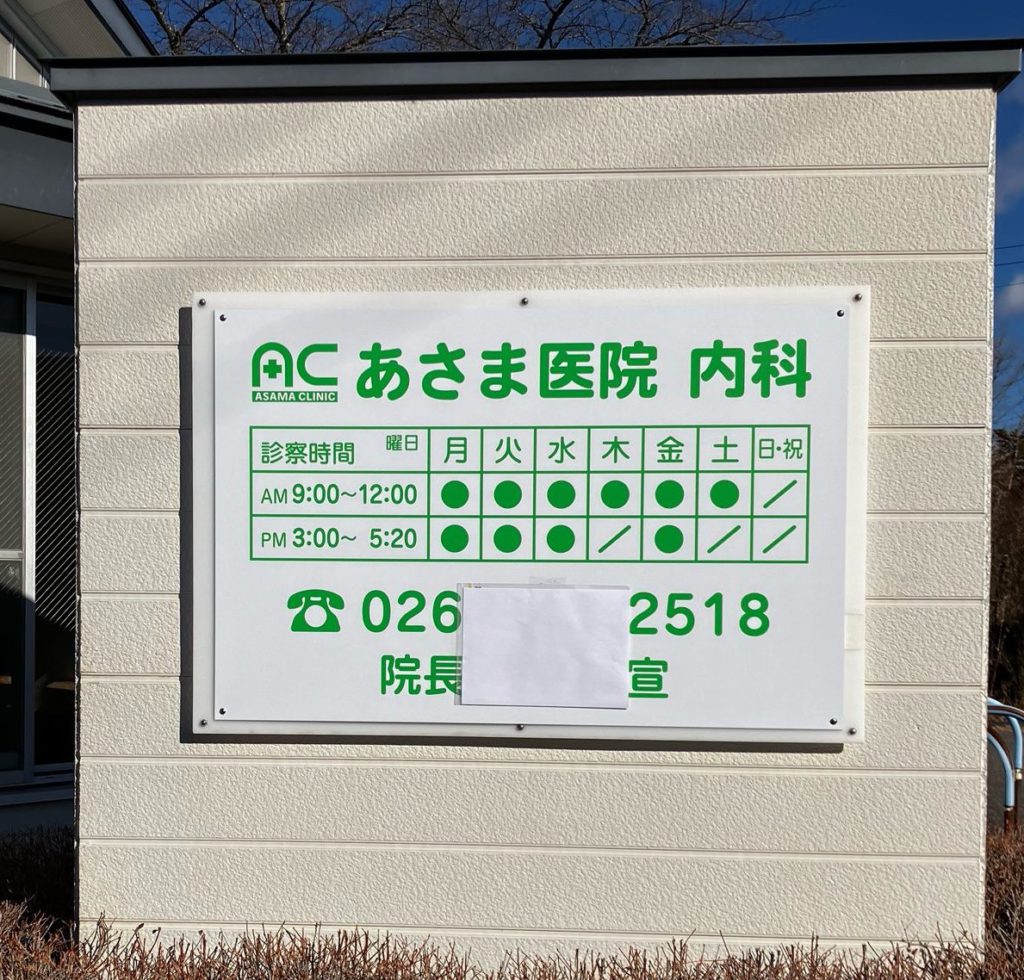 AC あさま医院 内科
ASAMA CLINIC
診察時間 曜日 月 火 水 木 金 土 日・祝
AM 9:00～12:00 ● ● ● ● ● ● ／
PM 3:00～ 5:20 ● ● ● ／ ● ／ ／
☎026 2518
院長 宣